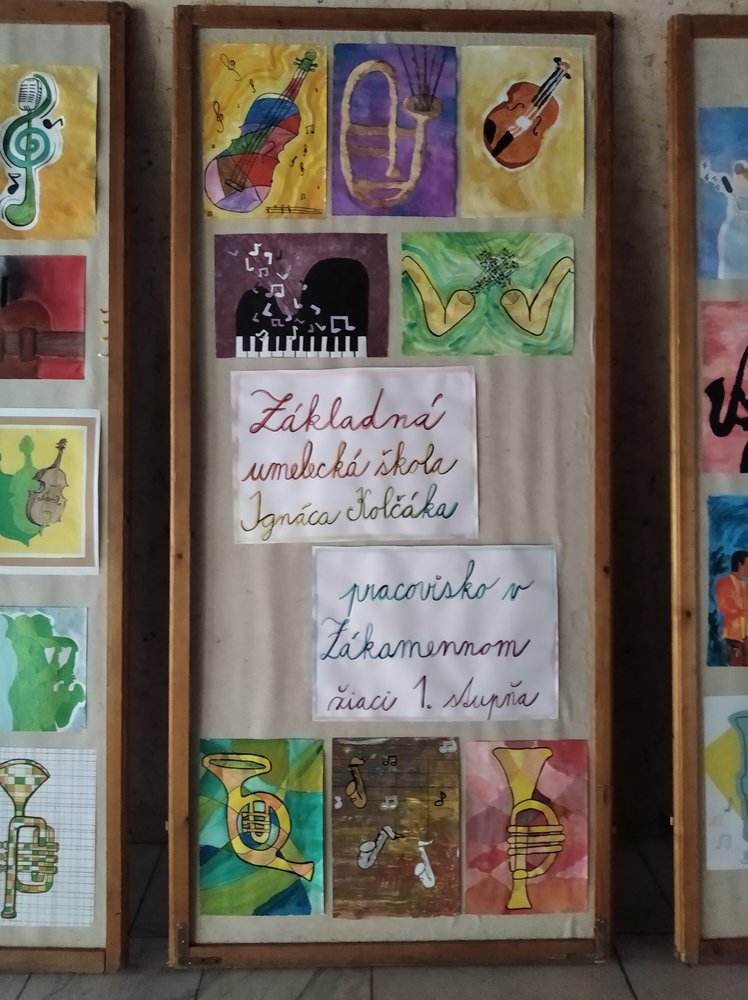 Základná
umelecká škola
Ignáca Kolčáka
pracovisko v
Zákamennom
žiaci 1. stupňa